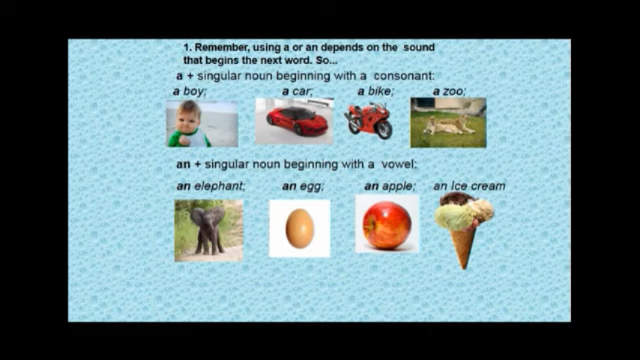 1. Remember, using a or an depends on the sound
that begins the next word. So...
a + singular noun beginning with a consonant:
a boy; a car; a bike; a zoo;
an + singular noun beginning with a vowel:
an elephant; an egg; an apple; an Ice cream